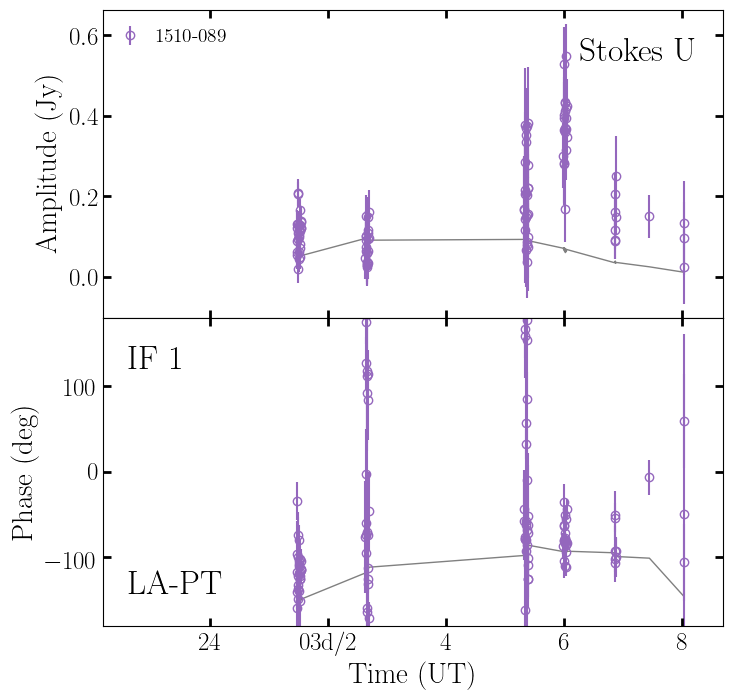 1510-089
Stokes U
0.6
0.4
0.2
0.0
Amplitude (Jy)
IF 1
100
0
−100
Phase (deg)
LA-PT
24 03d/2 4 6 8
Time (UT)